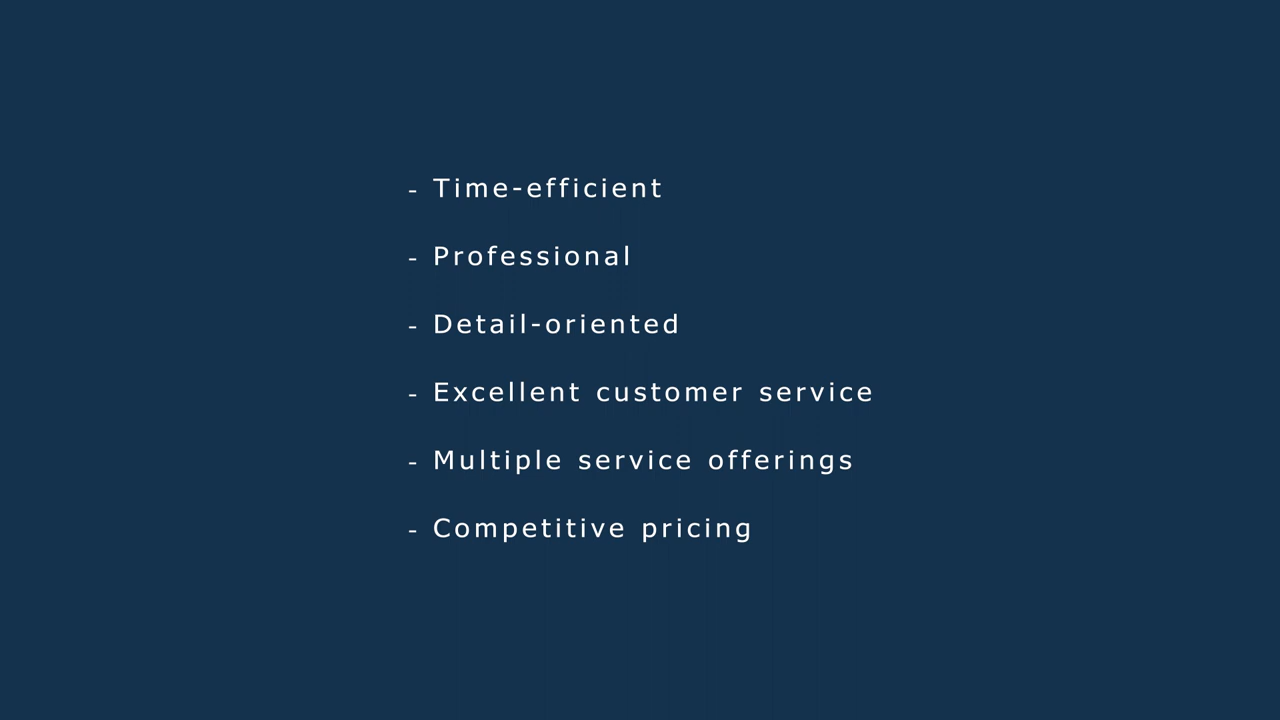 - Time-efficient
- Professional
- Detail-oriented
- Excellent customer service
- Multiple service offerings
- Competitive pricing